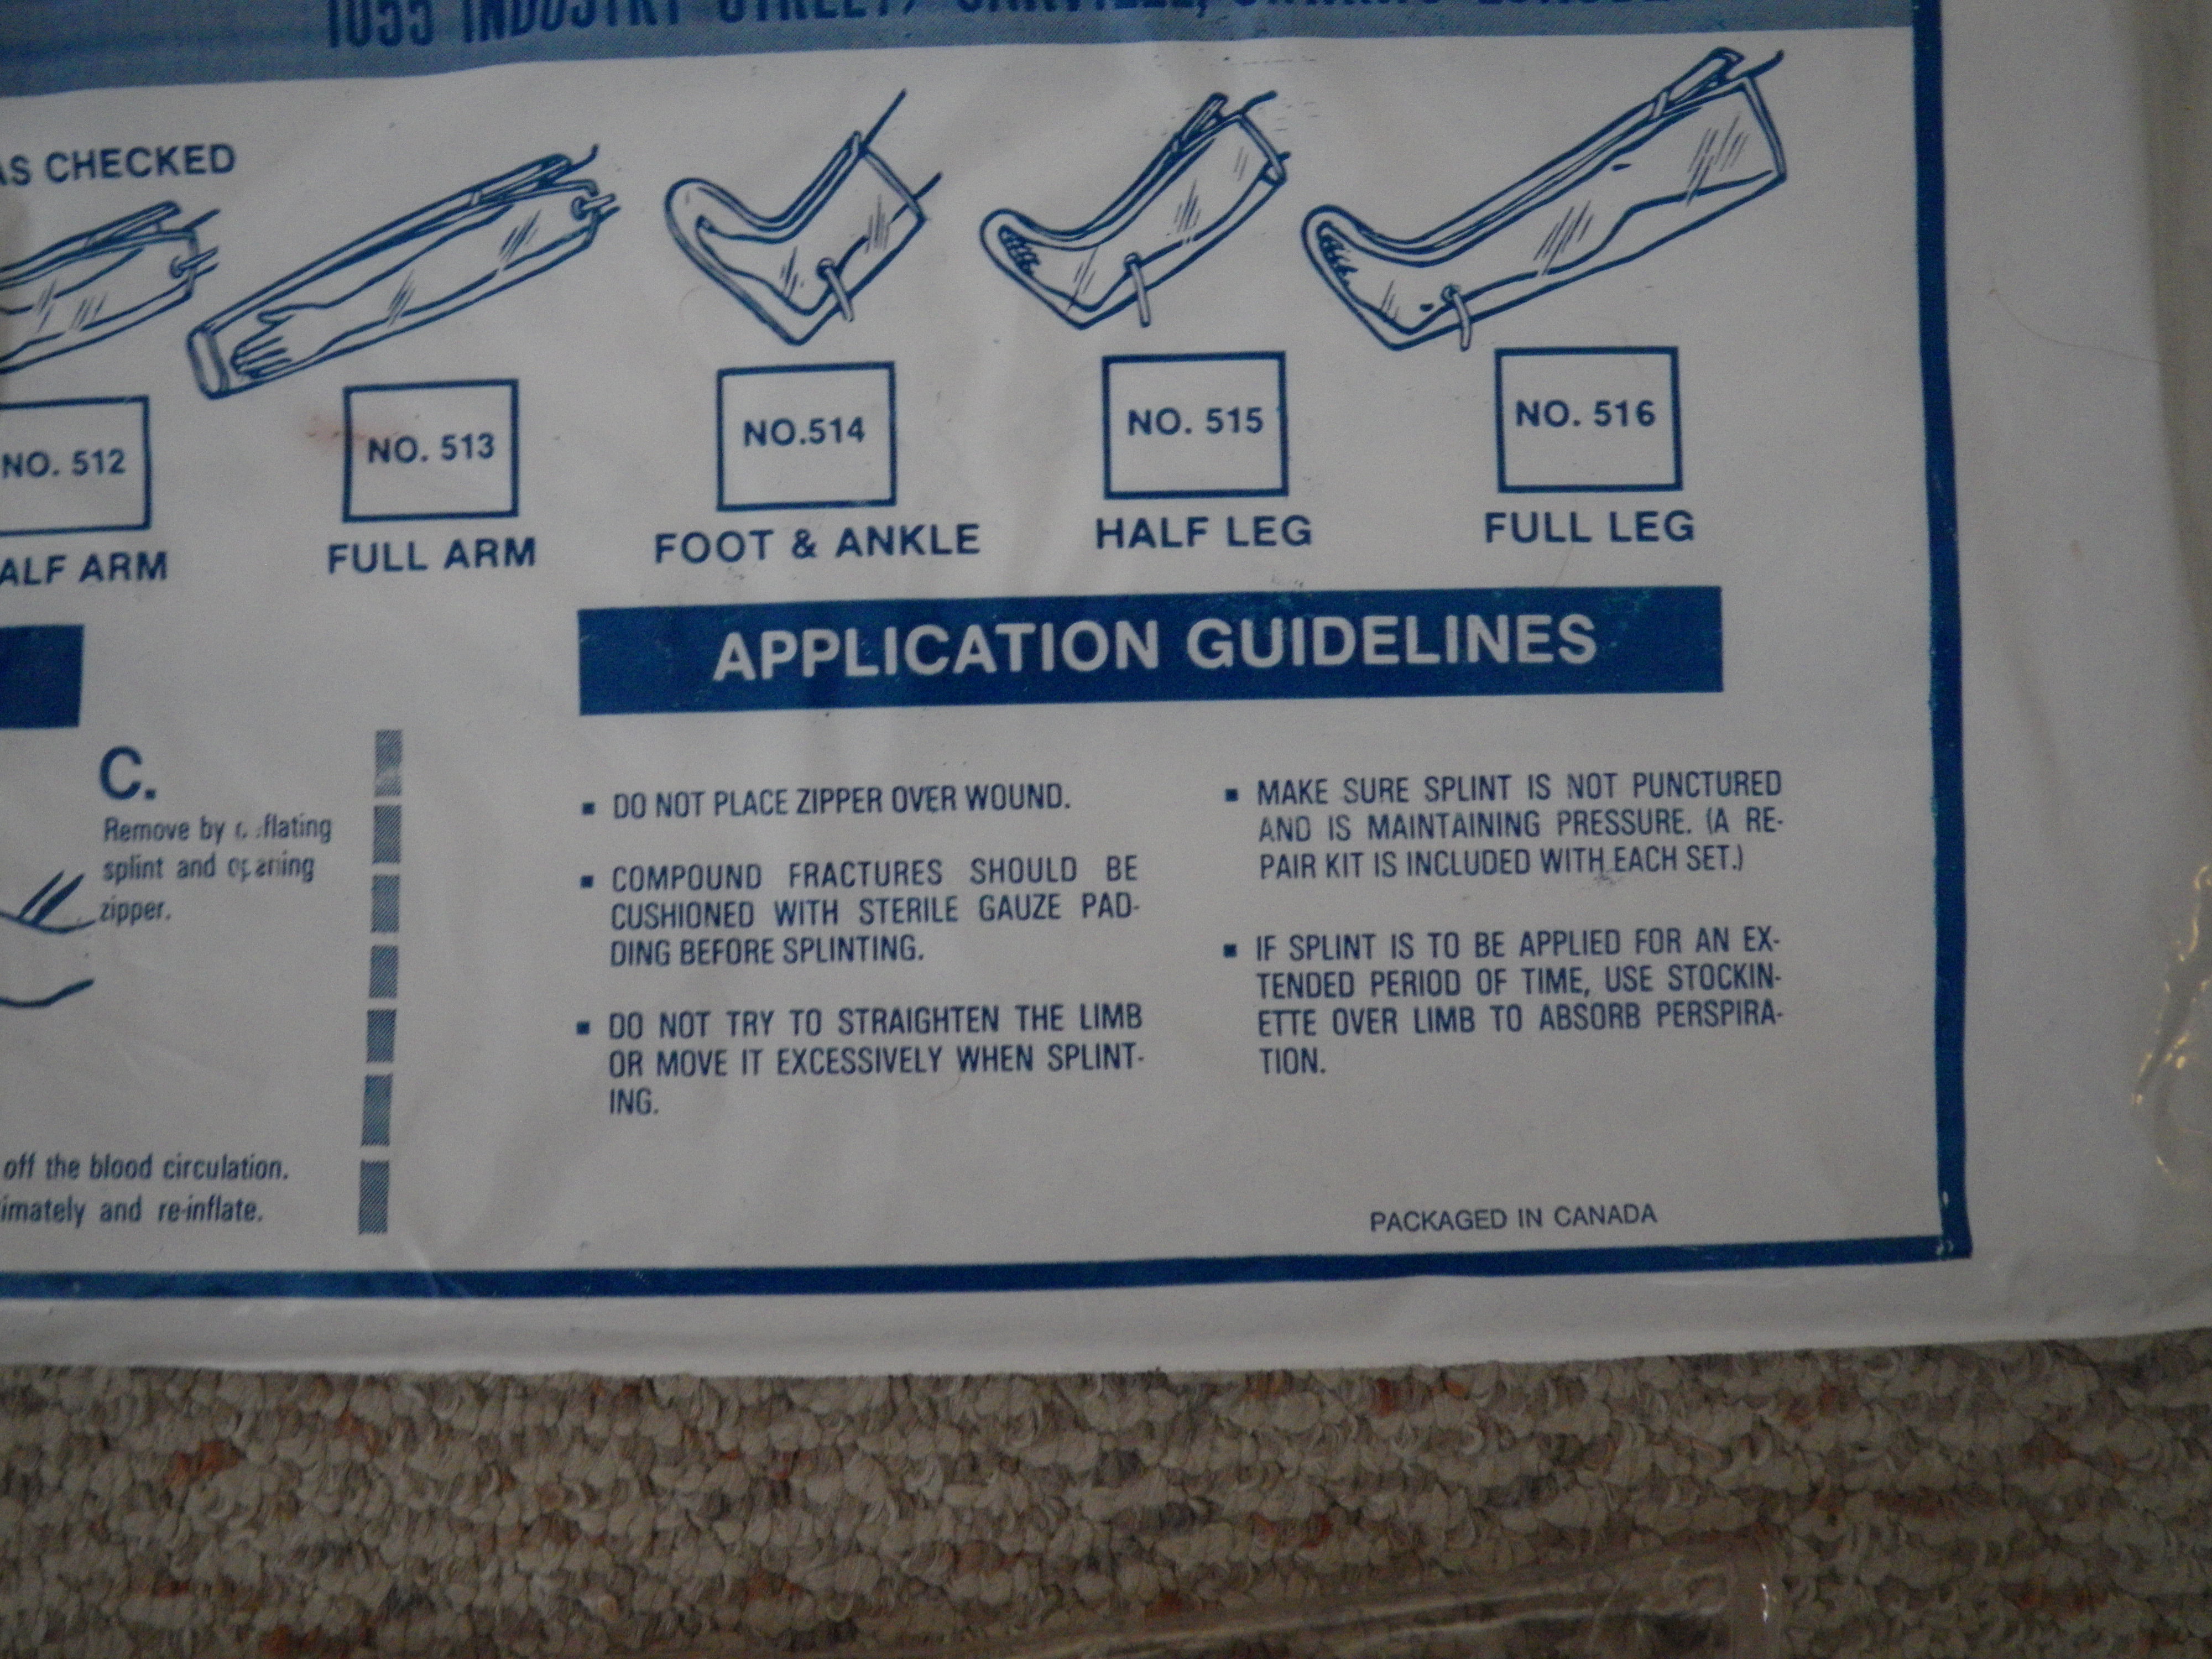 1055 INDUSTRY STREET,
AS CHECKED
NO. 512
NO. 513
NO.514
NO. 515
NO. 516
ALF ARM
FULL ARM
FOOT & ANKLE
HALF LEG
FULL LEG
APPLICATION GUIDELINES
C.
Remove by
splint and
zipper.
off the blood circulation.
imately and re-inflate.
▪ DO NOT PLACE ZIPPER OVER WOUND.
▪ COMPOUND FRACTURES SHOULD BE
CUSHIONED WITH STERILE GAUZE PAD-
DING BEFORE SPLINTING.
▪ DO NOT TRY TO STRAIGHTEN THE LIMB
OR MOVE IT EXCESSIVELY WHEN SPLINT-
ING.
▪ MAKE SURE SPLINT IS NOT PUNCTURED
AND IS MAINTAINING PRESSURE. (A RE-
PAIR KIT IS INCLUDED WITH EACH SET.)
▪ IF SPLINT IS TO BE APPLIED FOR AN EX-
TENDED PERIOD OF TIME, USE STOCKIN-
ETTE OVER LIMB TO ABSORB PERSPIRA-
TION.
PACKAGED IN CANADA